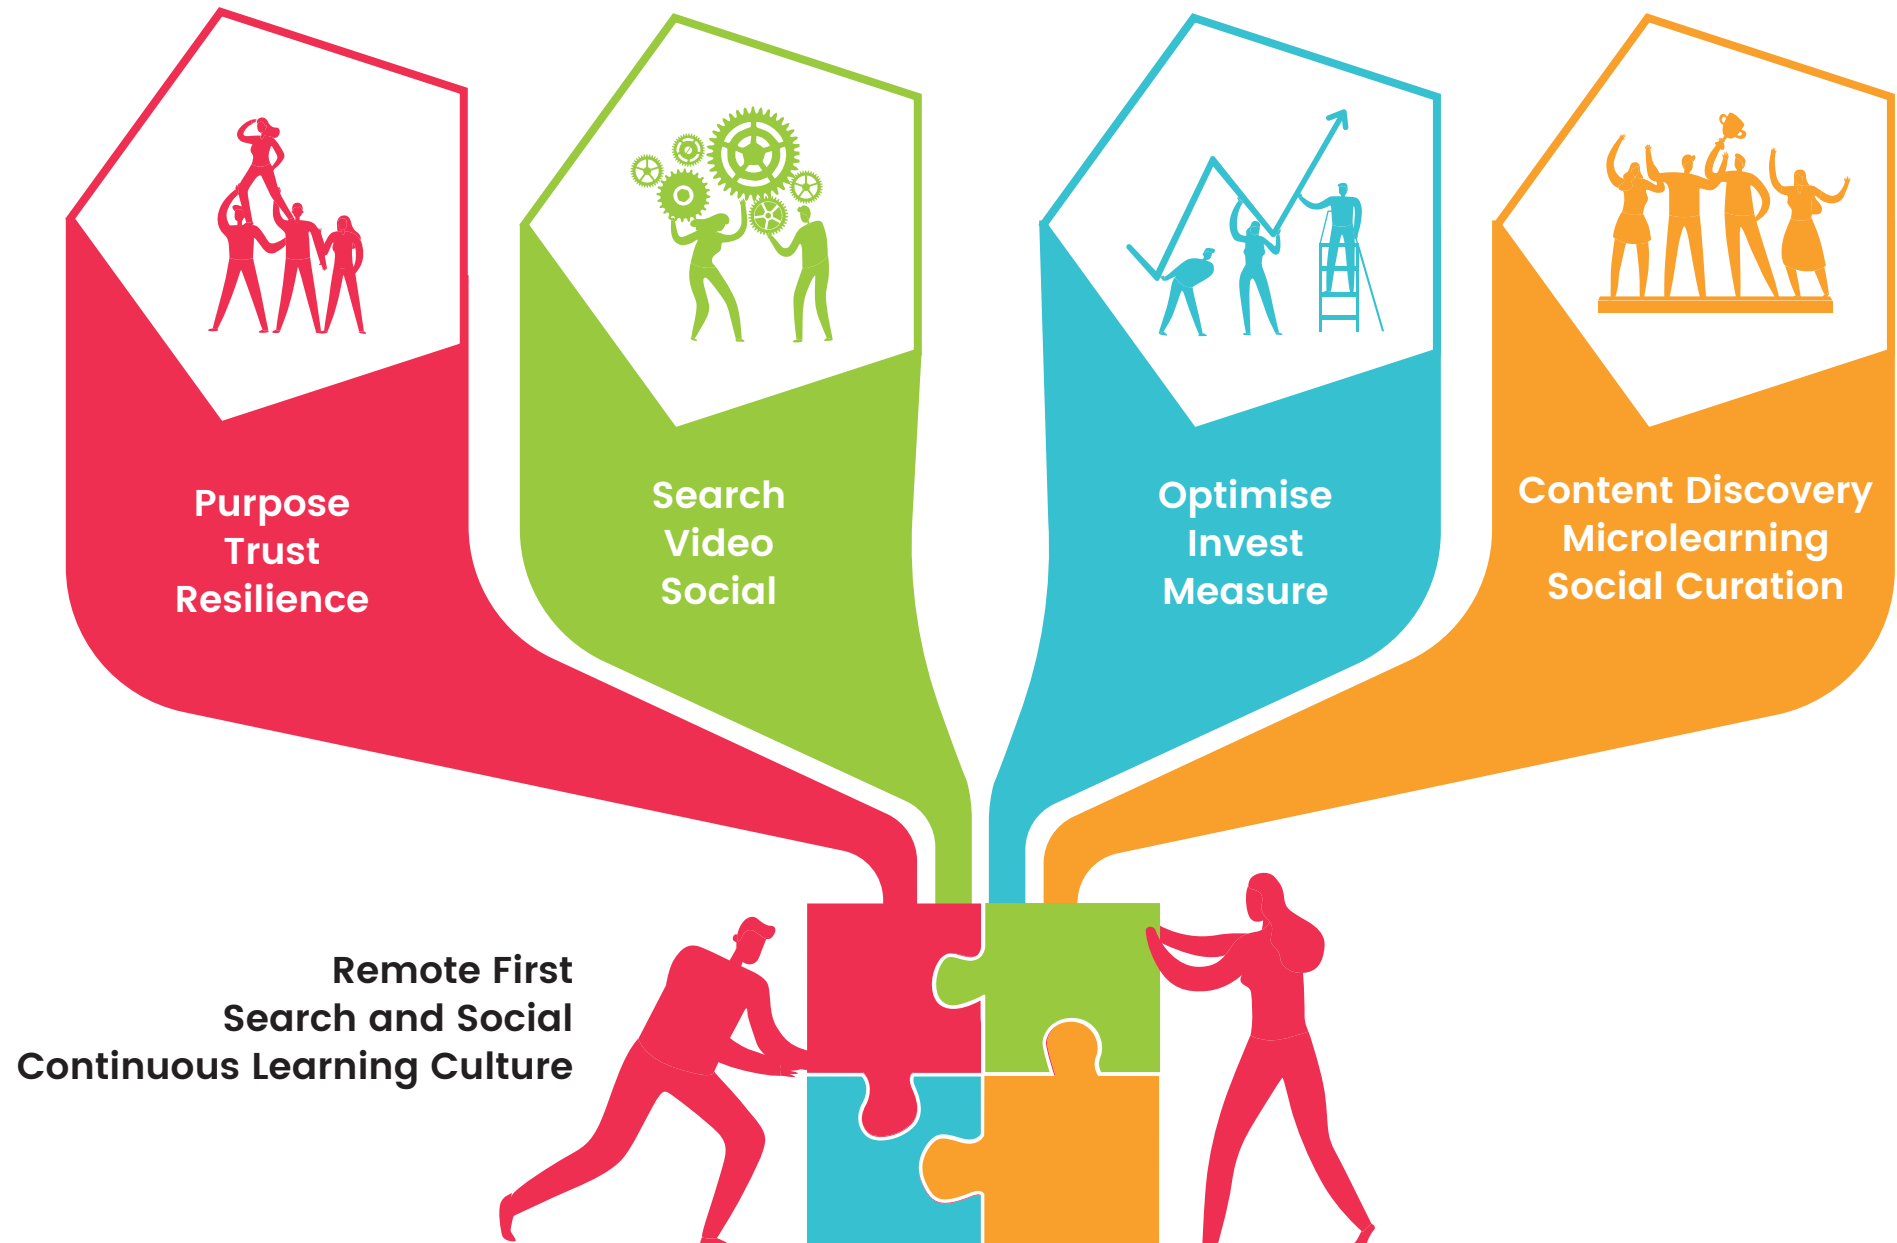 Purpose
Trust
Resilience
Search
Video
Social
Optimise
Invest
Measure
Content Discovery
Microlearning
Social Curation
Remote First
Search and Social
Continuous Learning Culture